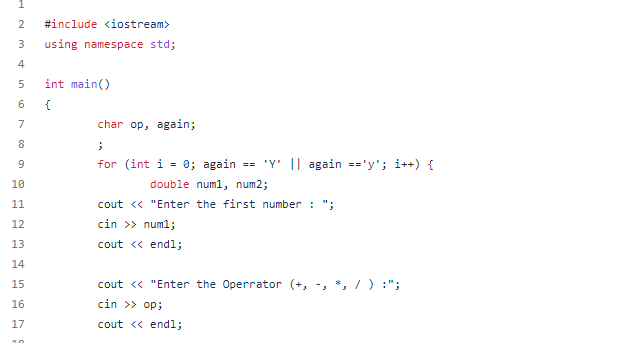 1
2 #include <iostream>
3 using namespace std;
4
5 int main()
6 {
7 char op, again;
8 ;
9 for (int i = 0; again == 'Y' || again =='y'; i++) {
10 double num1, num2;
11 cout << "Enter the first number : ";
12 cin >> num1;
13 cout << endl;
14
15 cout << "Enter the Operrator (+, -, *, / ) :";
16 cin >> op;
17 cout << endl;